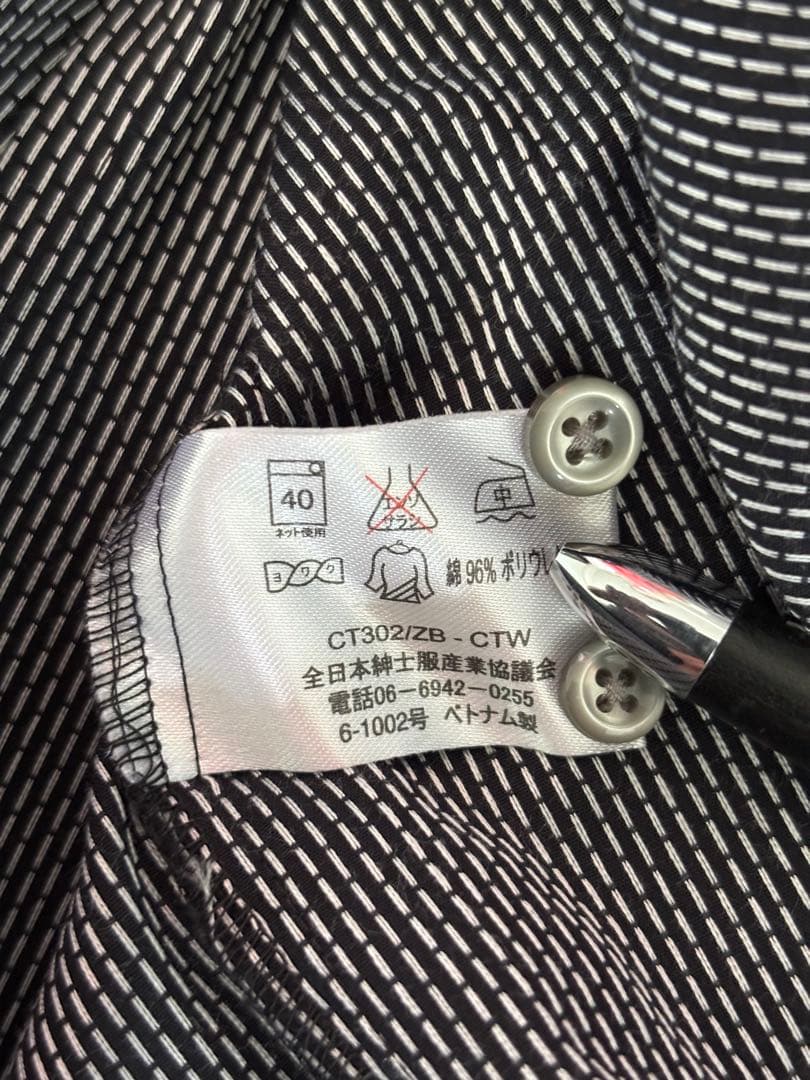 40
ネット使用
エンソ
サラシ
中
ヨワク
綿 96% ポリウレ
CT302/ZB - CTW
全日本紳士服産業協議会
電話06-6942-0255
6-1002号 ベトナム製